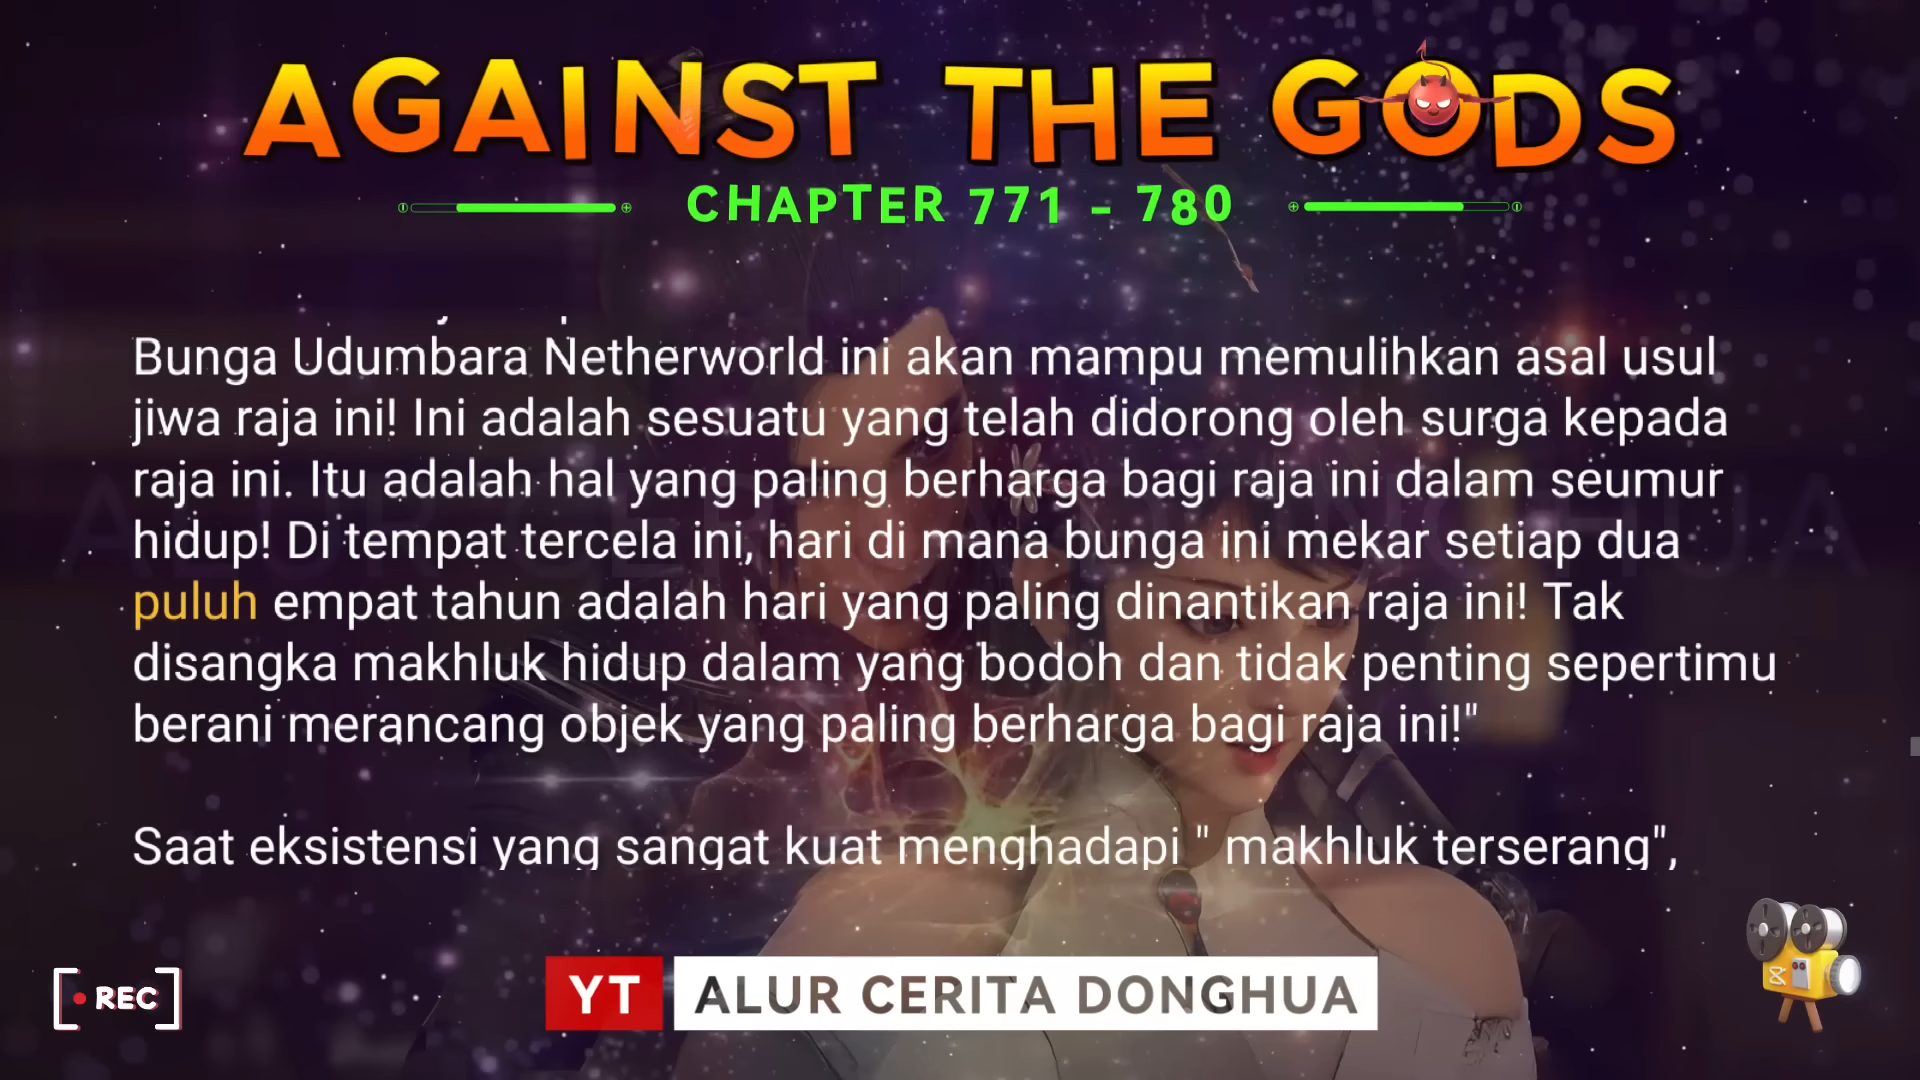 AGAINST THE GODS
CHAPTER 771 - 780
Bunga Udumbara Netherworld ini akan mampu memulihkan asal usul
jiwa raja ini! Ini adalah sesuatu yang telah didorong oleh surga kepada
raja ini. Itu adalah hal yang paling berharga bagi raja ini dalam seumur
hidup! Di tempat tercela ini, hari di mana bunga ini mekar setiap dua
puluh empat tahun adalah hari yang paling dinantikan raja ini! Tak
disangka makhluk hidup dalam yang bodoh dan tidak penting sepertimu
berani merancang objek yang paling berharga bagi raja ini!"
Saat eksistensi yang sangat kuat menghadapi " makhluk terserang",
REC
YT ALUR CERITA DONGHUA